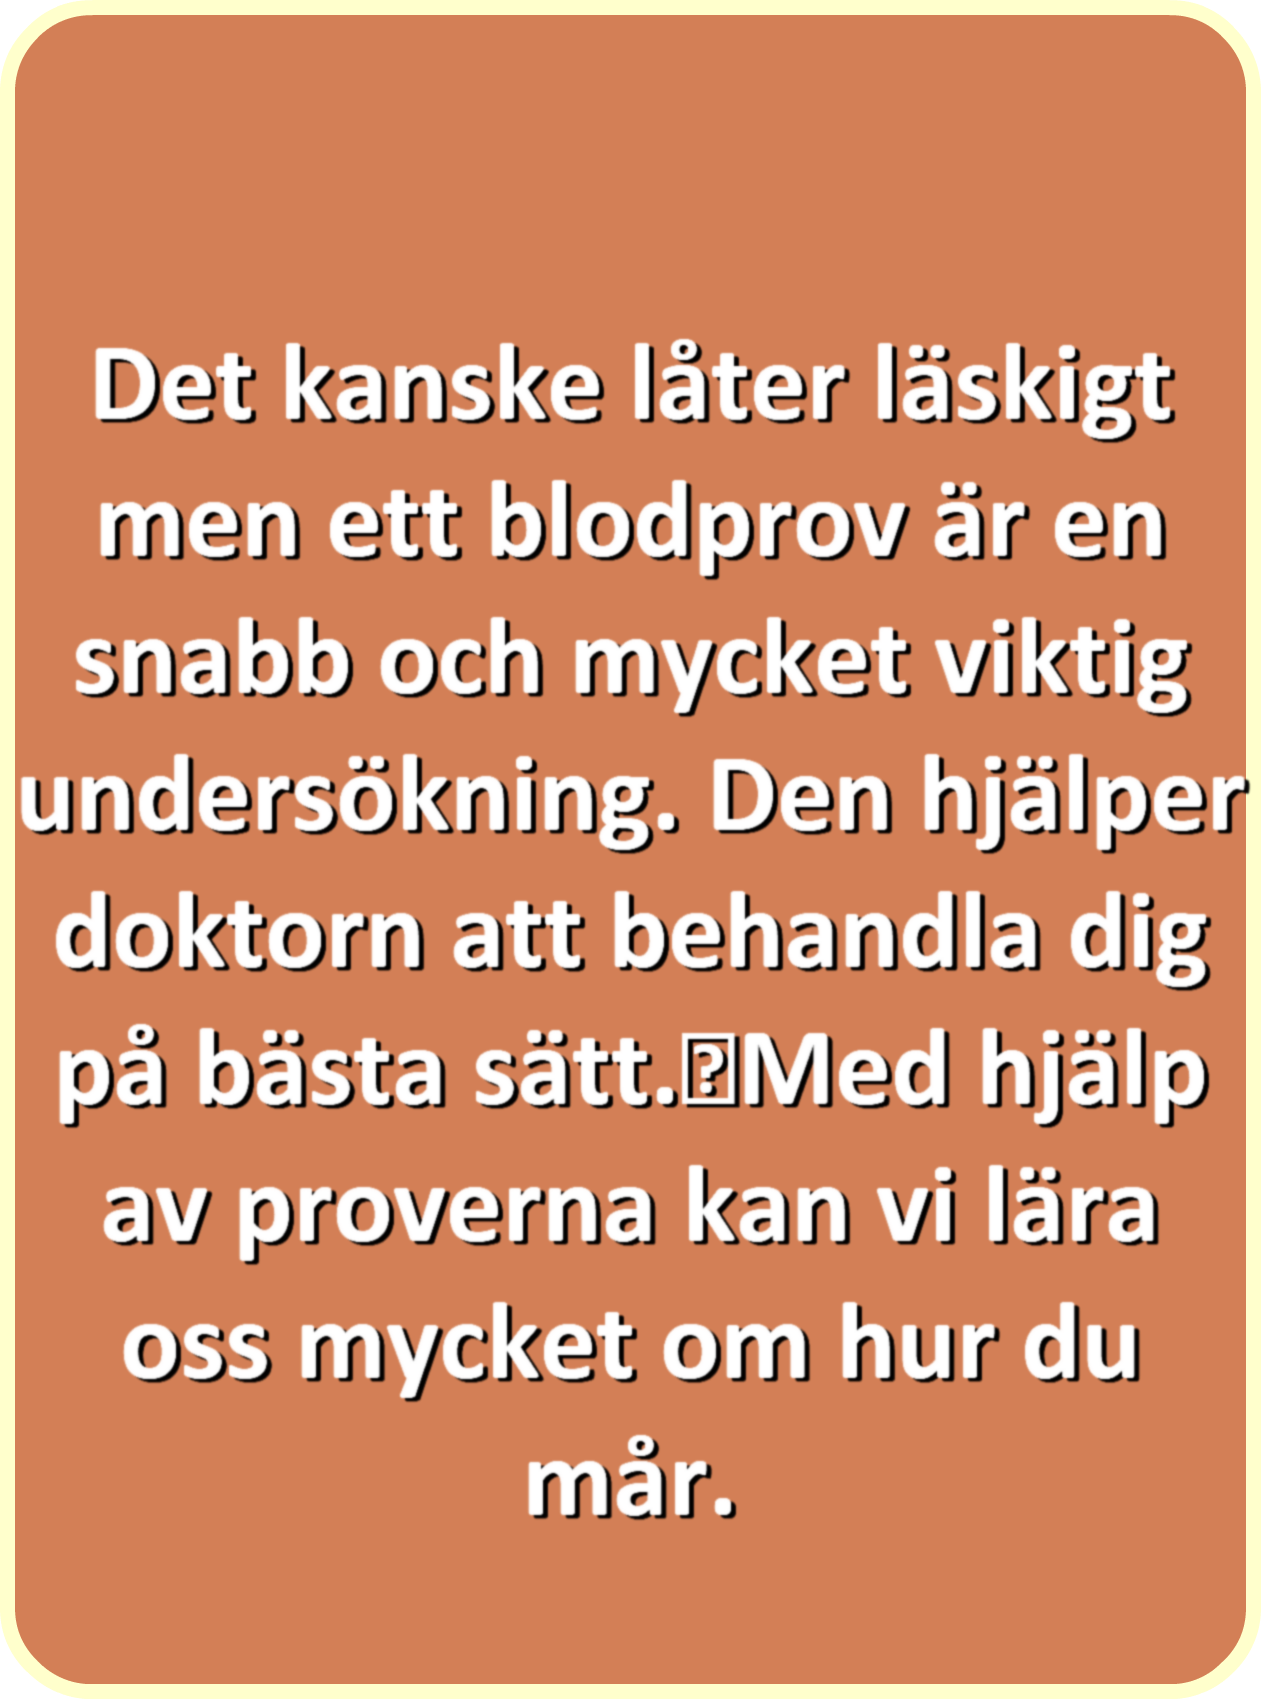 Det kanske låter läskigt
men ett blodprov är en
snabb och mycket viktig
undersökning. Den hjälper
doktorn att behandla dig
på bästa sätt.⍰Med hjälp
av proverna kan vi lära
oss mycket om hur du
mår.